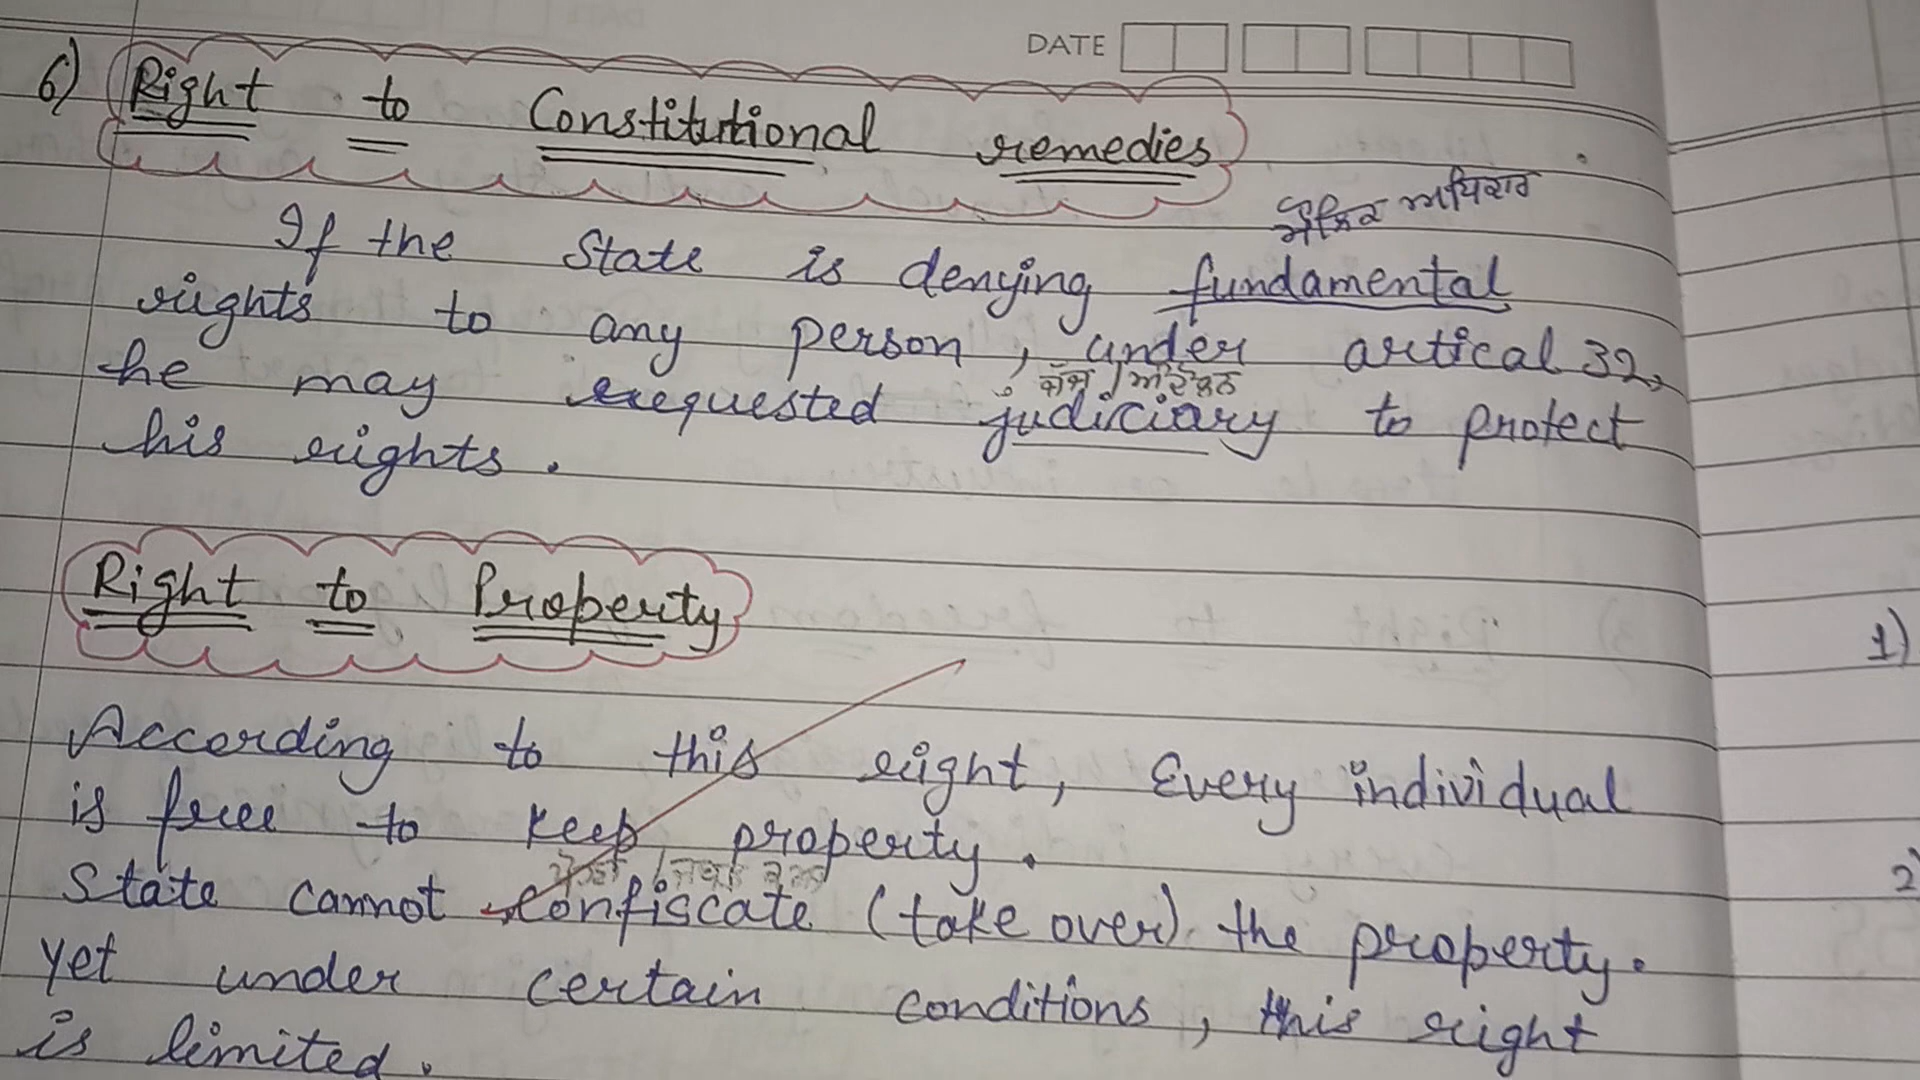 DATE
6) Right to Constitutional remedies
ਮੌਲਿਕ ਅਧਿਕਾਰ
If the State is denying fundamental
rights to any person, under artical 32,
he may requested judiciary to protect
his rights.
Right to Property
According to this right, Every individual
is free to keep property.
State cannot confiscate (take over) the property.
yet under certain conditions, this right
is limited.
1)
2)